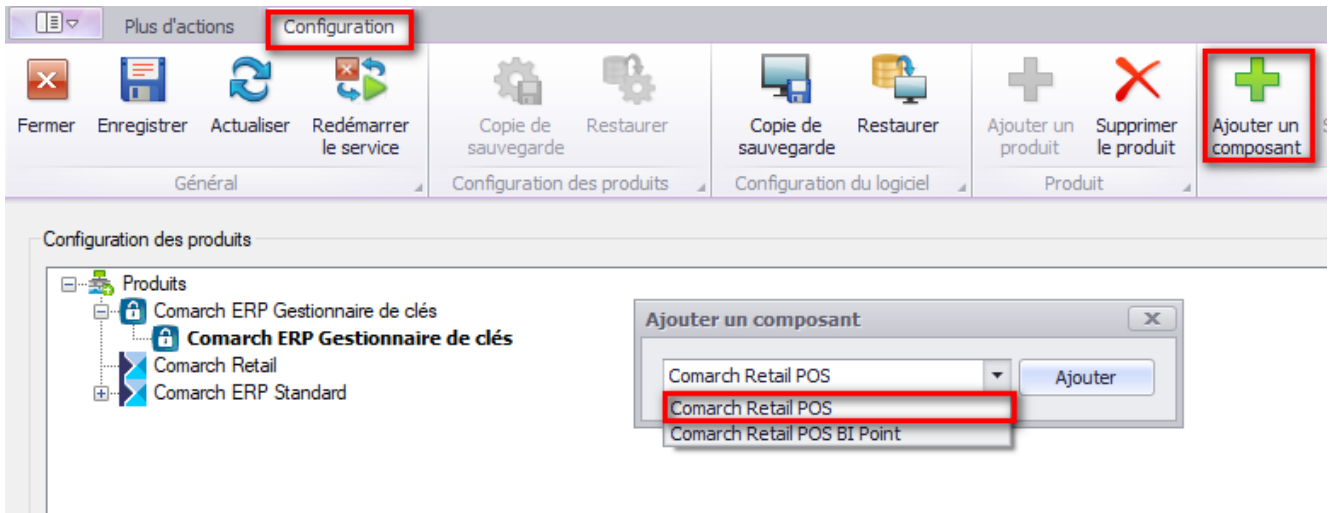 Plus d'actions
Configuration
Fermer
Enregistrer
Actualiser
Redémarrer
le service
Copie de
sauvegarde
Restaurer
Copie de
sauvegarde
Restaurer
Ajouter un
produit
Supprimer
le produit
Ajouter un
composant
Général
Configuration des produits
Configuration du logiciel
Produit
Configuration des produits
Produits
Comarch ERP Gestionnaire de clés
Comarch ERP Gestionnaire de clés
Comarch Retail
Comarch ERP Standard
Ajouter un composant
Comarch Retail POS
Ajouter
Comarch Retail POS
Comarch Retail POS BI Point